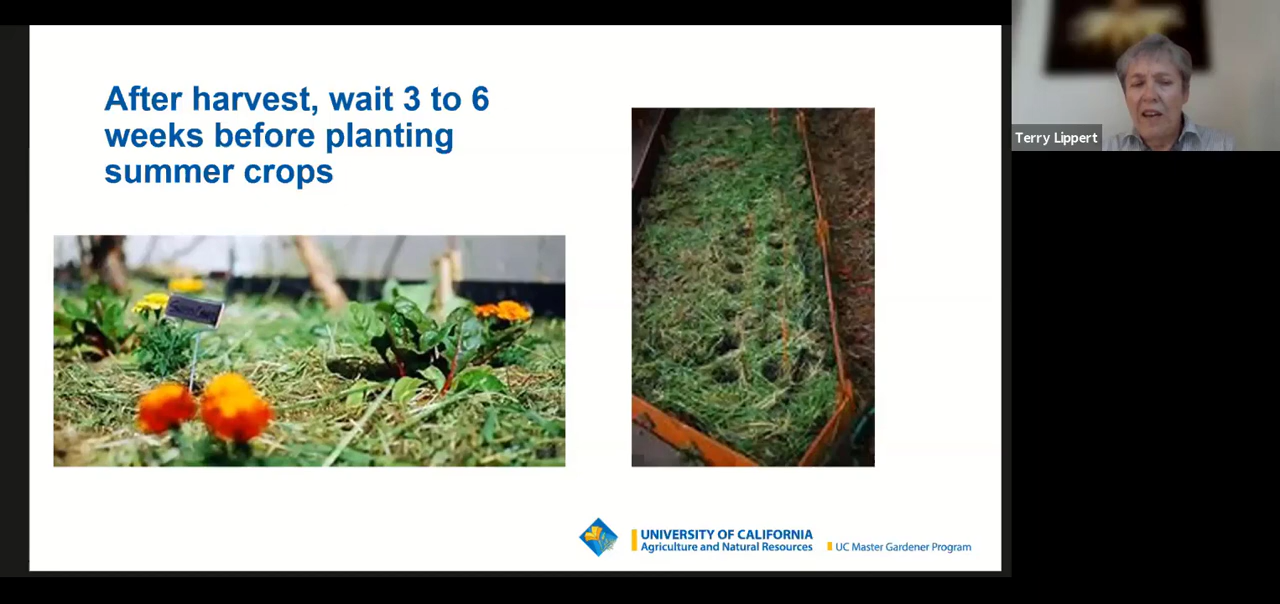 After harvest, wait 3 to 6
weeks before planting
summer crops
Terry Lippert
UNIVERSITY OF CALIFORNIA
Agriculture and Natural Resources
UC Master Gardener Program